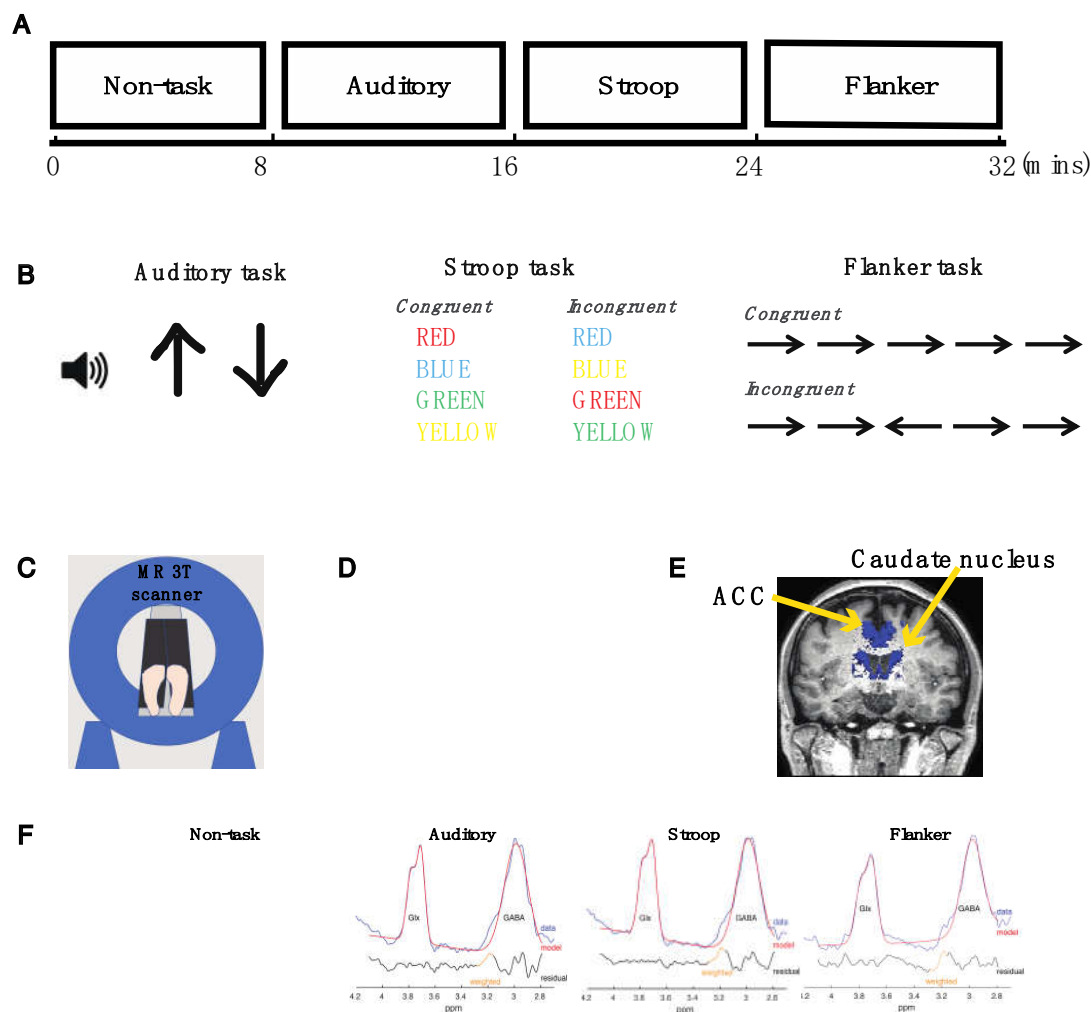 A
Non-task Auditory Stroop Flanker
0 8 16 24 32 (mins)
B
Auditory task Stroop task Flanker task
Congruent Incongruent
RED RED
BLUE BLUE
GREEN GREEN
YELLOW YELLOW
Congruent
Incongruent
C
MR 3T
scanner
D
E
Caudate nucleus
ACC
F
Non-task Auditory Stroop Flanker
Glx GABA data
model
residual
weighted
4.2 4 3.8 3.6 3.4 3.2 3 2.8
ppm
Glx GABA data
model
residual
weighted
4.2 4 3.8 3.6 3.4 3.2 3 2.8
ppm
Glx GABA data
model
residual
weighted
4.2 4 3.8 3.6 3.4 3.2 3 2.8
ppm